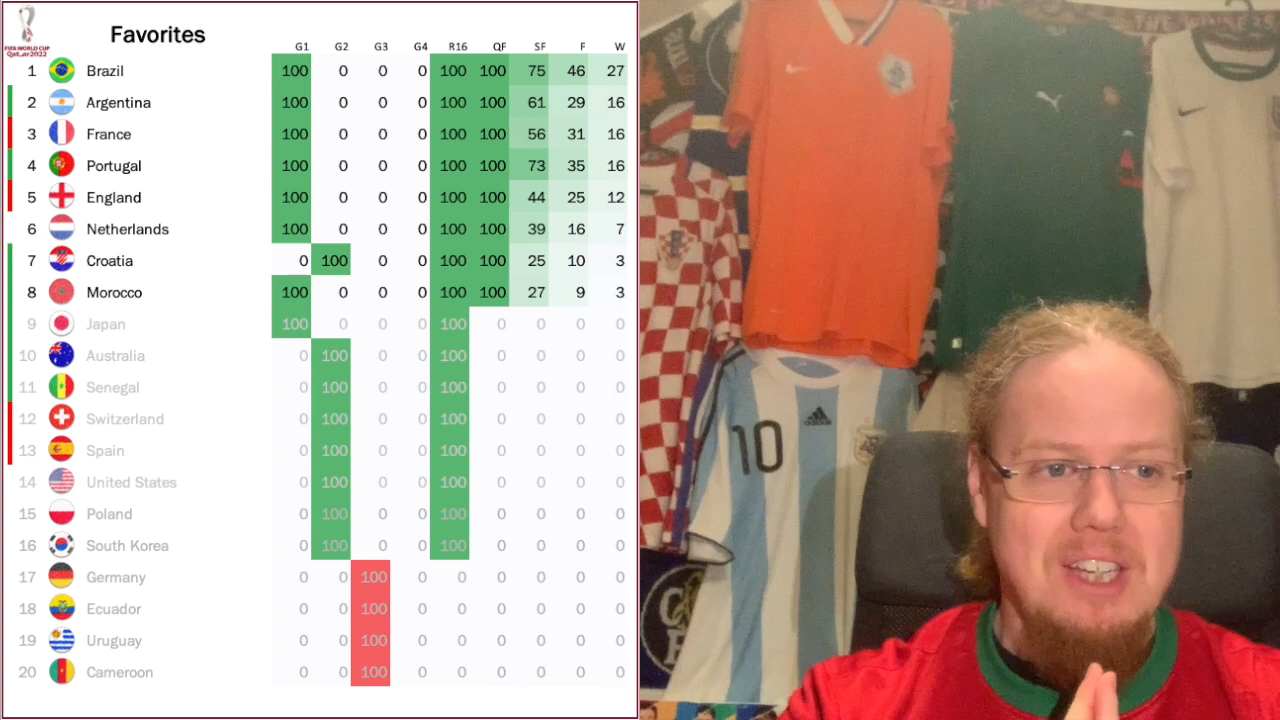 FIFA WORLD CUP
Qatar2022
Favorites
G1 G2 G3 G4 R16 QF SF F W
1 Brazil 100 0 0 0 100 100 75 46 27
2 Argentina 100 0 0 0 100 100 61 29 16
3 France 100 0 0 0 100 100 56 31 16
4 Portugal 100 0 0 0 100 100 73 35 16
5 England 100 0 0 0 100 100 44 25 12
6 Netherlands 100 0 0 0 100 100 39 16 7
7 Croatia 0 100 0 0 100 100 25 10 3
8 Morocco 100 0 0 0 100 100 27 9 3
9 Japan 100 0 0 0 100 0 0 0 0
10 Australia 0 100 0 0 100 0 0 0 0
11 Senegal 0 100 0 0 100 0 0 0 0
12 Switzerland 0 100 0 0 100 0 0 0 0
13 Spain 0 100 0 0 100 0 0 0 0
14 United States 0 100 0 0 100 0 0 0 0
15 Poland 0 100 0 0 100 0 0 0 0
16 South Korea 0 100 0 0 100 0 0 0 0
17 Germany 0 0 100 0 0 0 0 0 0
18 Ecuador 0 0 100 0 0 0 0 0 0
19 Uruguay 0 0 100 0 0 0 0 0 0
20 Cameroon 0 0 100 0 0 0 0 0 0
THE WINNERS
10